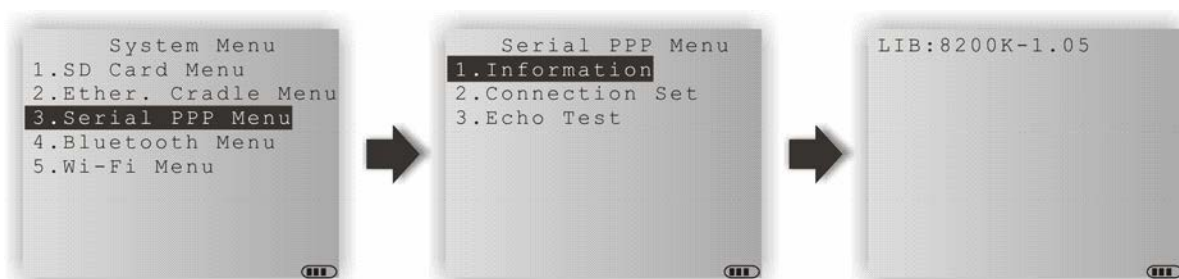 System Menu
1.SD Card Menu
2.Ether. Cradle Menu
3.Serial PPP Menu
4.Bluetooth Menu
5.Wi-Fi Menu
Serial PPP Menu
1.Information
2.Connection Set
3.Echo Test
LIB:8200K-1.05